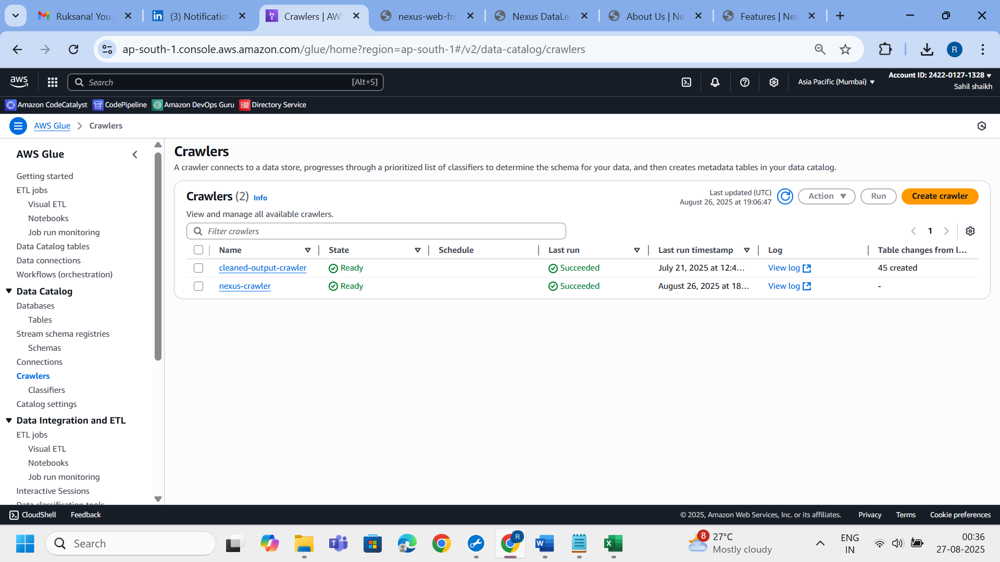 Ruksana! You j
(3) Notificatio
Crawlers | AWS
nexus-web-fro
Nexus DataLe
About Us | Ne
Features | Nex
ap-south-1.console.aws.amazon.com/glue/home?region=ap-south-1#/v2/data-catalog/crawlers
R
aws
Search
[Alt+S]
Asia Pacific (Mumbai)
Account ID: 2422-0127-1328
Sahil shaikh
Amazon CodeCatalyst
CodePipeline
Amazon DevOps Guru
Directory Service
AWS Glue
Crawlers
AWS Glue
Getting started
ETL jobs
Visual ETL
Notebooks
Job run monitoring
Data Catalog tables
Data connections
Workflows (orchestration)
Data Catalog
Databases
Tables
Stream schema registries
Schemas
Connections
Crawlers
Classifiers
Catalog settings
Data Integration and ETL
ETL jobs
Visual ETL
Notebooks
Job run monitoring
Interactive Sessions
Data classification tools
Crawlers
A crawler connects to a data store, progresses through a prioritized list of classifiers to determine the schema for your data, and then creates metadata tables in your data catalog.
Crawlers (2) Info
Last updated (UTC)
August 26, 2025 at 19:06:47
Action
Run
Create crawler
View and manage all available crawlers.
Filter crawlers
1
Name State Schedule Last run Last run timestamp Log Table changes from l...
cleaned-output-crawler Ready Succeeded July 21, 2025 at 12:4... View log 45 created
nexus-crawler Ready Succeeded August 26, 2025 at 18... View log -
CloudShell
Feedback
© 2025, Amazon Web Services, Inc. or its affiliates.
Privacy
Terms
Cookie preferences
Search
R
8
27°C
Mostly cloudy
ENG
IN
00:36
27-08-2025